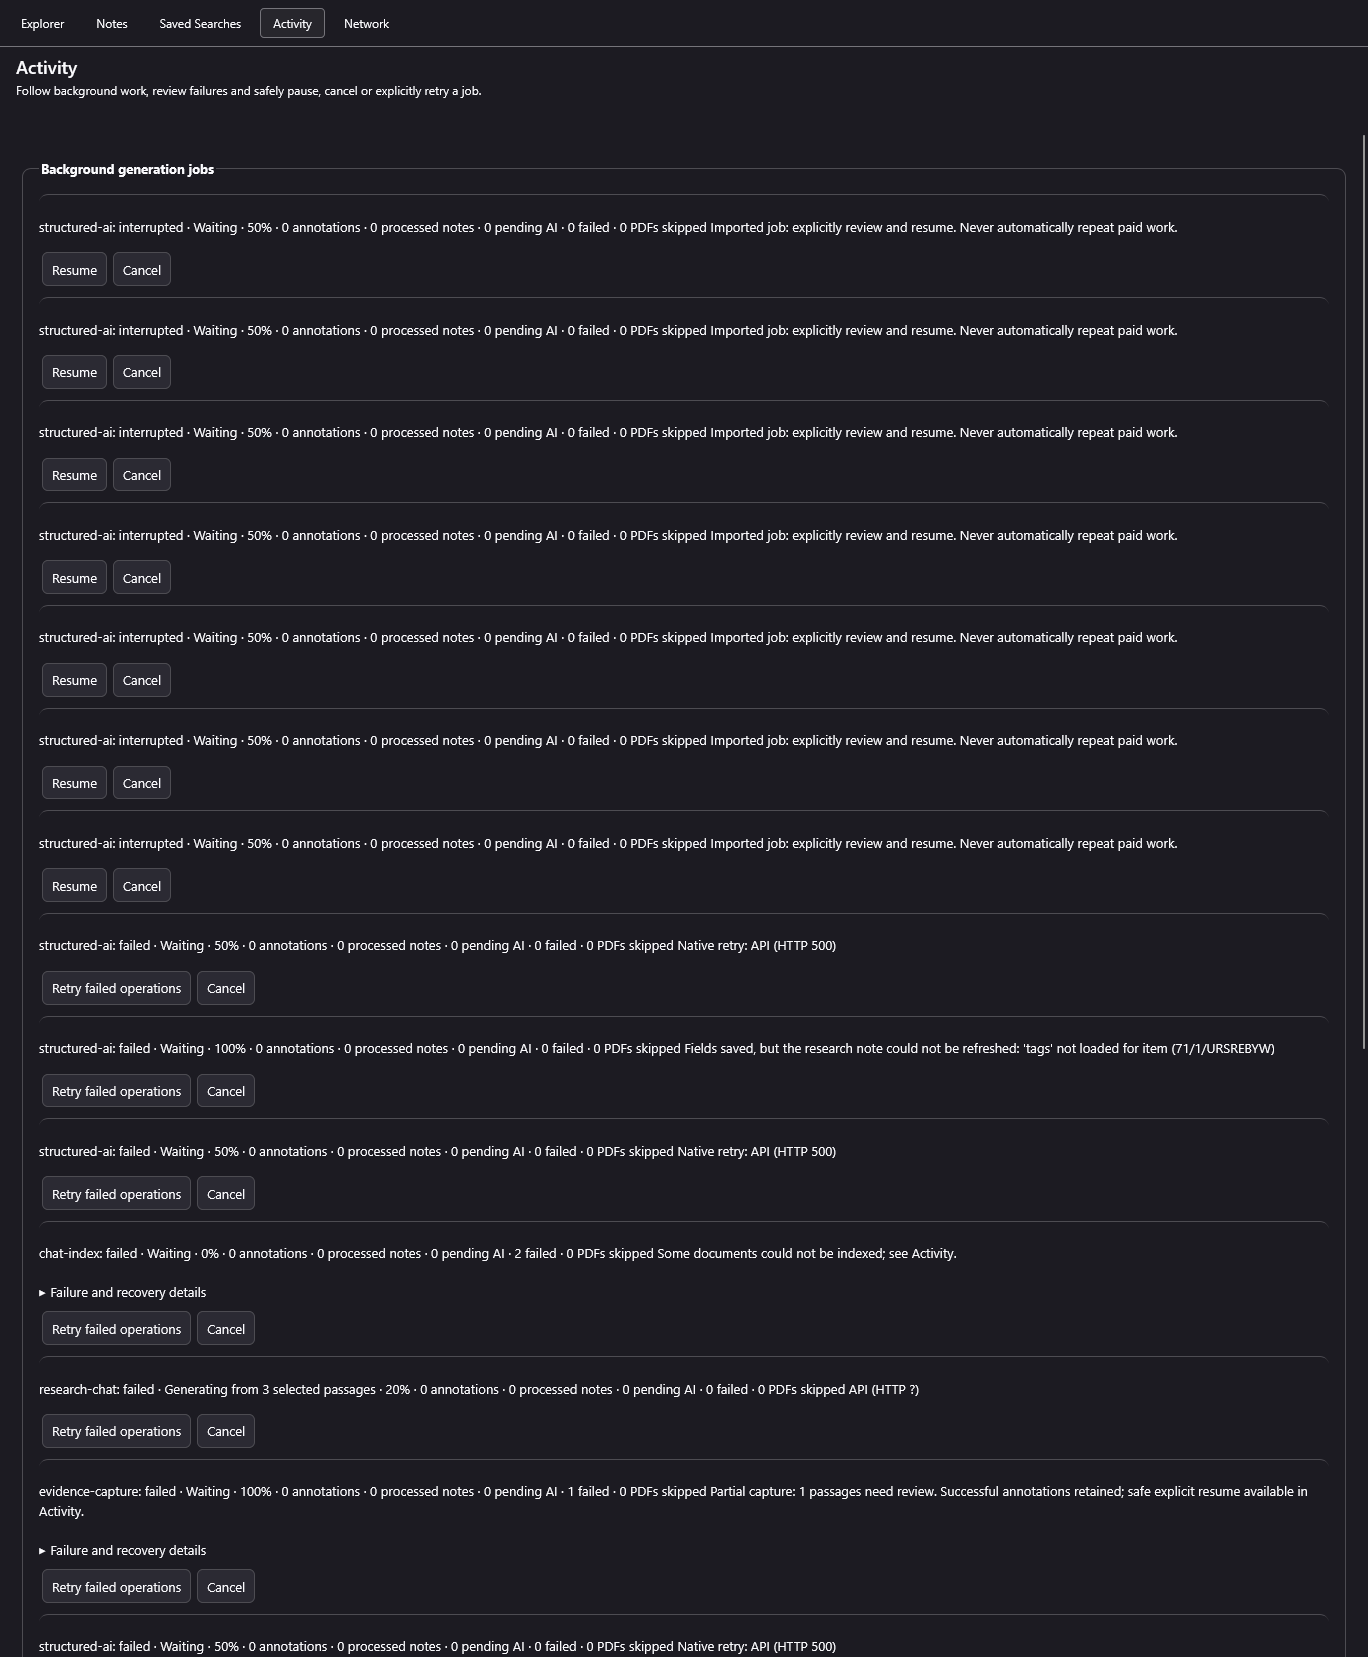 Explorer Notes Saved Searches Activity Network
Activity
Follow background work, review failures and safely pause, cancel or explicitly retry a job.
Background generation jobs
structured-ai: interrupted · Waiting · 50% · 0 annotations · 0 processed notes · 0 pending AI · 0 failed · 0 PDFs skipped Imported job: explicitly review and resume. Never automatically repeat paid work.
Resume Cancel
structured-ai: interrupted · Waiting · 50% · 0 annotations · 0 processed notes · 0 pending AI · 0 failed · 0 PDFs skipped Imported job: explicitly review and resume. Never automatically repeat paid work.
Resume Cancel
structured-ai: interrupted · Waiting · 50% · 0 annotations · 0 processed notes · 0 pending AI · 0 failed · 0 PDFs skipped Imported job: explicitly review and resume. Never automatically repeat paid work.
Resume Cancel
structured-ai: interrupted · Waiting · 50% · 0 annotations · 0 processed notes · 0 pending AI · 0 failed · 0 PDFs skipped Imported job: explicitly review and resume. Never automatically repeat paid work.
Resume Cancel
structured-ai: interrupted · Waiting · 50% · 0 annotations · 0 processed notes · 0 pending AI · 0 failed · 0 PDFs skipped Imported job: explicitly review and resume. Never automatically repeat paid work.
Resume Cancel
structured-ai: interrupted · Waiting · 50% · 0 annotations · 0 processed notes · 0 pending AI · 0 failed · 0 PDFs skipped Imported job: explicitly review and resume. Never automatically repeat paid work.
Resume Cancel
structured-ai: interrupted · Waiting · 50% · 0 annotations · 0 processed notes · 0 pending AI · 0 failed · 0 PDFs skipped Imported job: explicitly review and resume. Never automatically repeat paid work.
Resume Cancel
structured-ai: failed · Waiting · 50% · 0 annotations · 0 processed notes · 0 pending AI · 0 failed · 0 PDFs skipped Native retry: API (HTTP 500)
Retry failed operations Cancel
structured-ai: failed · Waiting · 100% · 0 annotations · 0 processed notes · 0 pending AI · 0 failed · 0 PDFs skipped Fields saved, but the research note could not be refreshed: 'tags' not loaded for item (71/1/URSREBYW)
Retry failed operations Cancel
structured-ai: failed · Waiting · 50% · 0 annotations · 0 processed notes · 0 pending AI · 0 failed · 0 PDFs skipped Native retry: API (HTTP 500)
Retry failed operations Cancel
chat-index: failed · Waiting · 0% · 0 annotations · 0 processed notes · 0 pending AI · 2 failed · 0 PDFs skipped Some documents could not be indexed; see Activity.
▸ Failure and recovery details
Retry failed operations Cancel
research-chat: failed · Generating from 3 selected passages · 20% · 0 annotations · 0 processed notes · 0 pending AI · 0 failed · 0 PDFs skipped API (HTTP ?)
Retry failed operations Cancel
evidence-capture: failed · Waiting · 100% · 0 annotations · 0 processed notes · 0 pending AI · 1 failed · 0 PDFs skipped Partial capture: 1 passages need review. Successful annotations retained; safe explicit resume available in
Activity.
▸ Failure and recovery details
Retry failed operations Cancel
structured-ai: failed · Waiting · 50% · 0 annotations · 0 processed notes · 0 pending AI · 0 failed · 0 PDFs skipped Native retry: API (HTTP 500)